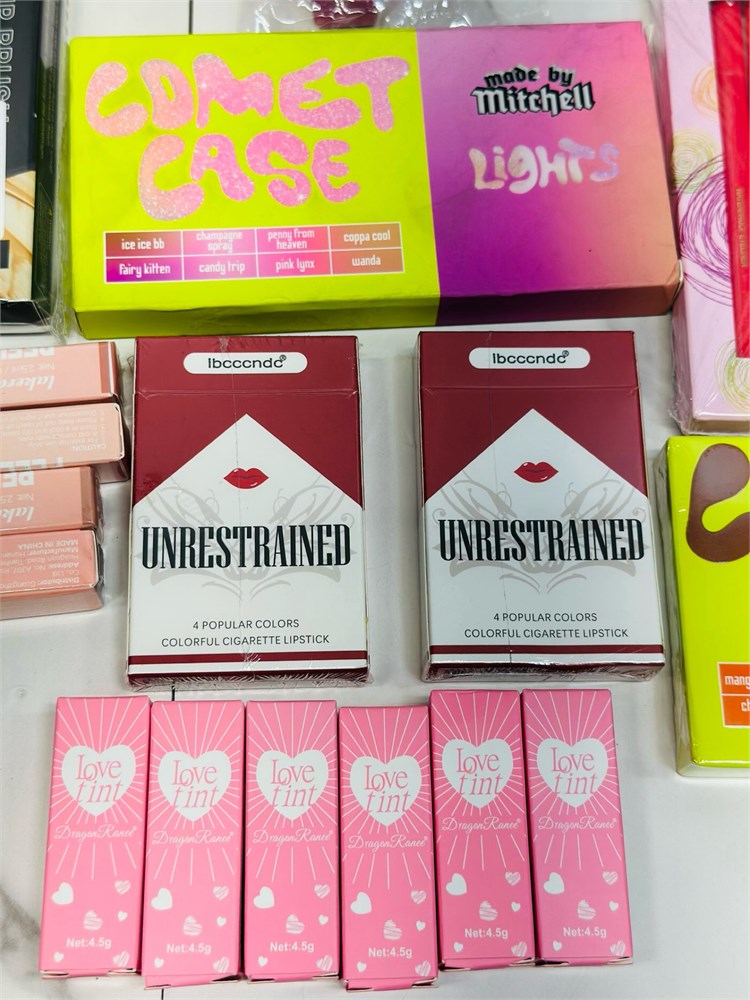 COMET
CASE
made by
Mitchell
LIGHTS
ice ice bb
champagne
spray
penny from
heaven
coppa cool
fairy kitten
candy trip
pink lynx
wanda
Ibcccndc®
UNRESTRAINED
4 POPULAR COLORS
COLORFUL CIGARETTE LIPSTICK
Ibcccndc®
UNRESTRAINED
4 POPULAR COLORS
COLORFUL CIGARETTE LIPSTICK
MADE IN CHINA
Love
tint
DragonRanee®
Net:4.5g
Love
tint
DragonRanee®
Net:4.5g
Love
tint
DragonRanee®
Net:4.5g
Love
tint
DragonRanee®
Net:4.5g
Love
tint
DragonRanee®
Net:4.5g
Love
tint
DragonRanee®
Net:4.5g